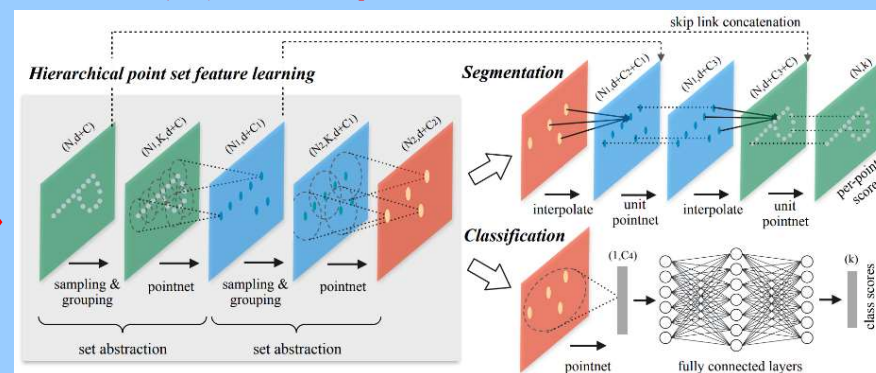 skip link concatenation
Hierarchical point set feature learning
Segmentation
(N,d+C)
(N1,K,d+C)
(N1,d+C1)
(N2,K,d+C1)
(N2,d+C2)
(N1,d+C2+C1)
(N1,d+C3)
(N,d+C3+C)
(N,k)
per-point
scores
interpolate
unit
pointnet
interpolate
unit
pointnet
sampling &
grouping
pointnet
sampling &
grouping
pointnet
set abstraction
set abstraction
Classification
(1,C4)
(k)
class scores
pointnet
fully connected layers